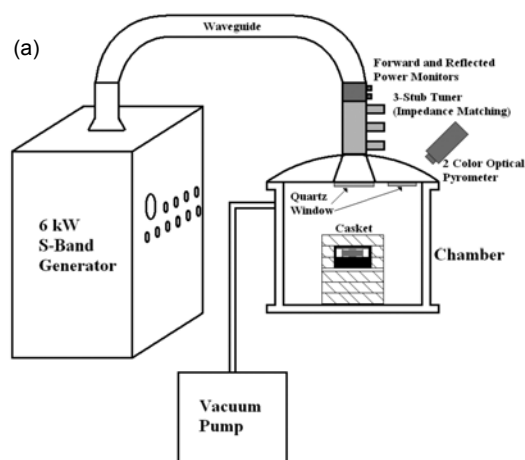 (a)
Waveguide
Forward and Reflected
Power Monitors
3-Stub Tuner
(Impedance Matching)
2 Color Optical
Pyrometer
Quartz
Window
6 kW
S-Band
Generator
Casket
Chamber
Vacuum
Pump